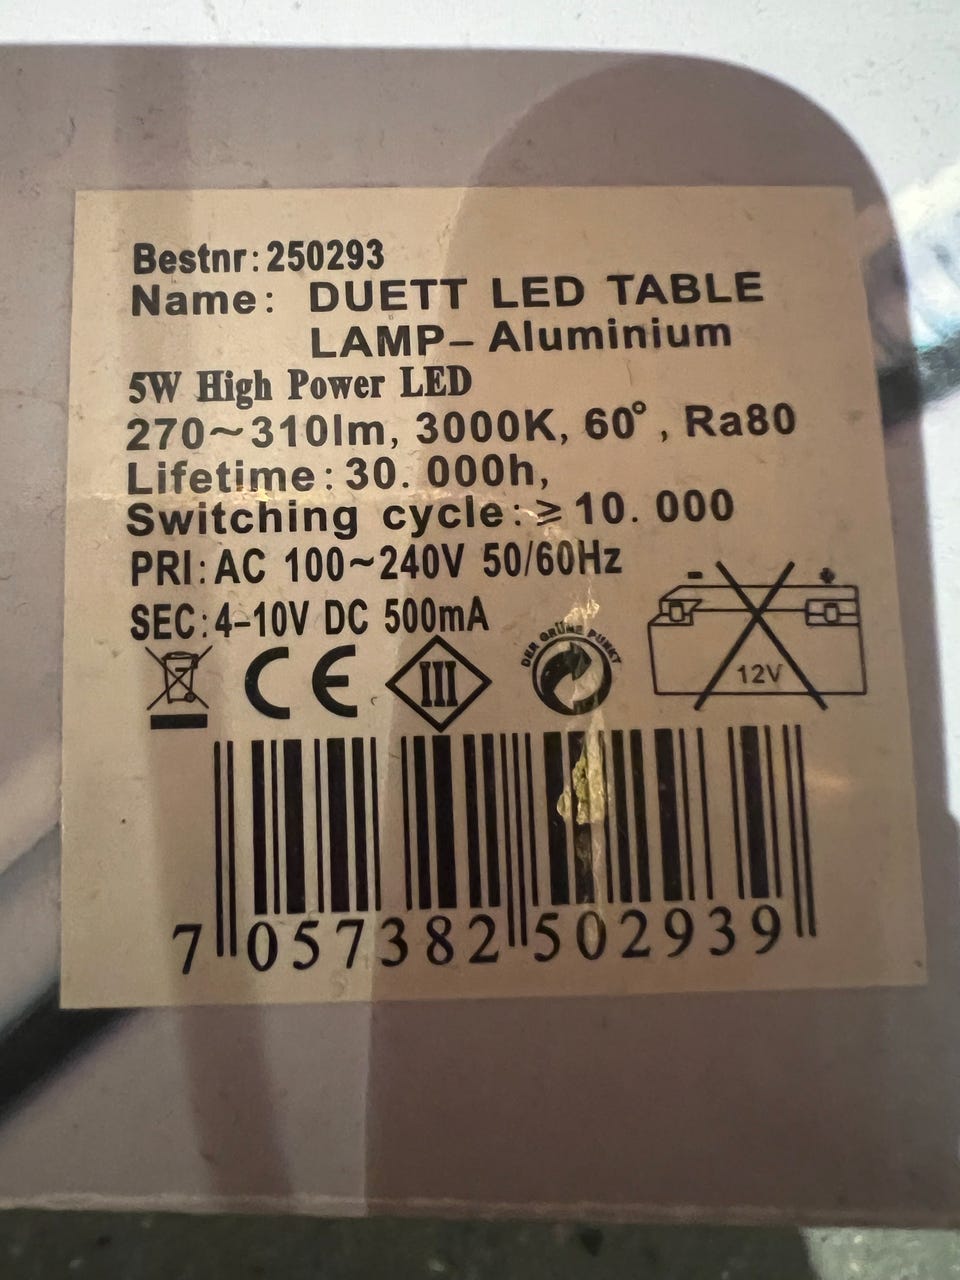 Bestnr: 250293
Name: DUETT LED TABLE
LAMP- Aluminium
5W High Power LED
270~310lm, 3000K, 60°, Ra80
Lifetime: 30. 000h,
Switching cycle: ≥ 10. 000
PRI: AC 100~240V 50/60Hz
SEC: 4-10V DC 500mA
- +
CE III DER GRÜNE PUNKT 12V
7 057382 502939